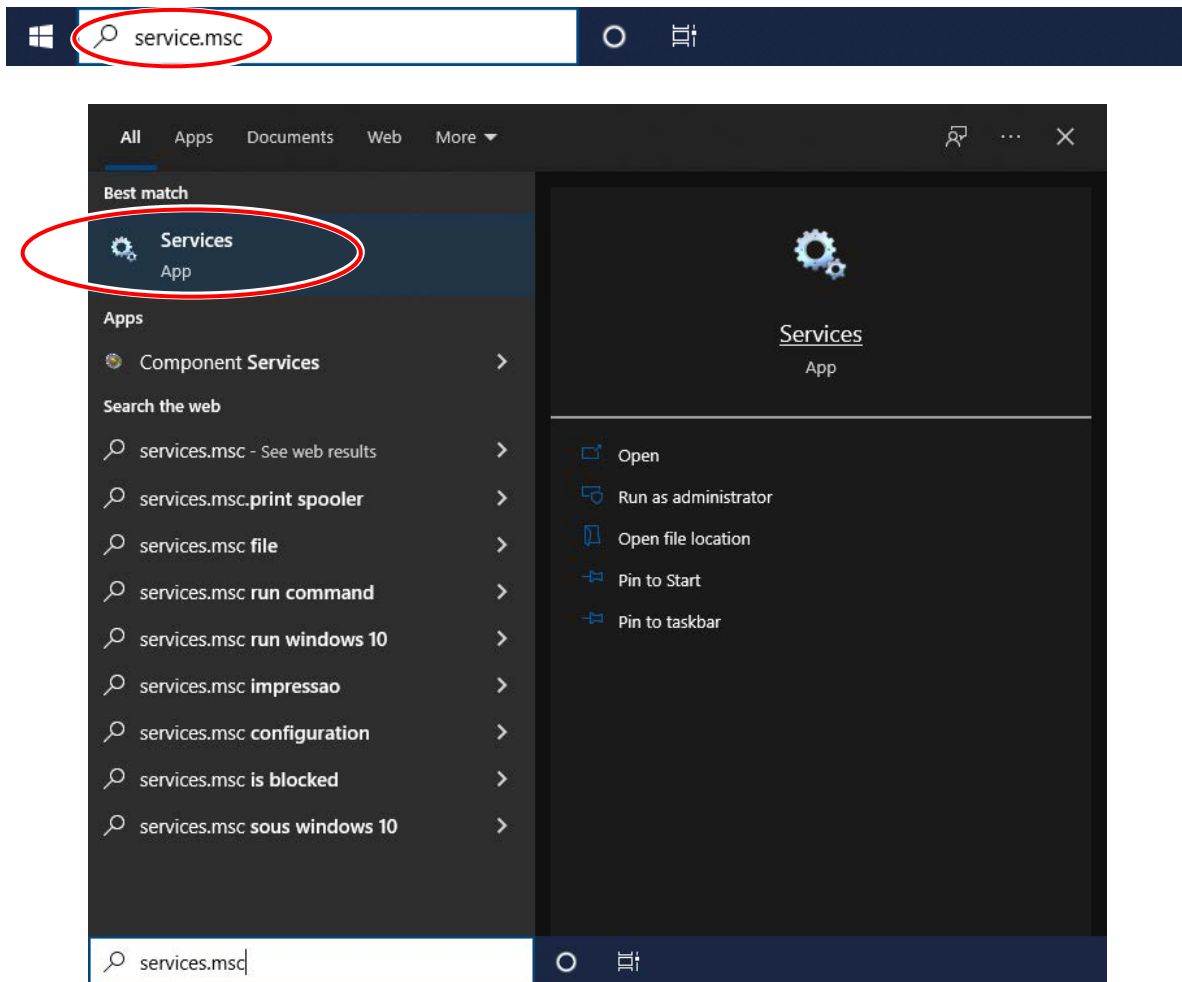 service.msc
All Apps Documents Web More
Best match
Services
App
Apps
Component Services
Search the web
services.msc - See web results
services.msc.print spooler
services.msc file
services.msc run command
services.msc run windows 10
services.msc impressao
services.msc configuration
services.msc is blocked
services.msc sous windows 10
Services
App
Open
Run as administrator
Open file location
Pin to Start
Pin to taskbar
services.msc